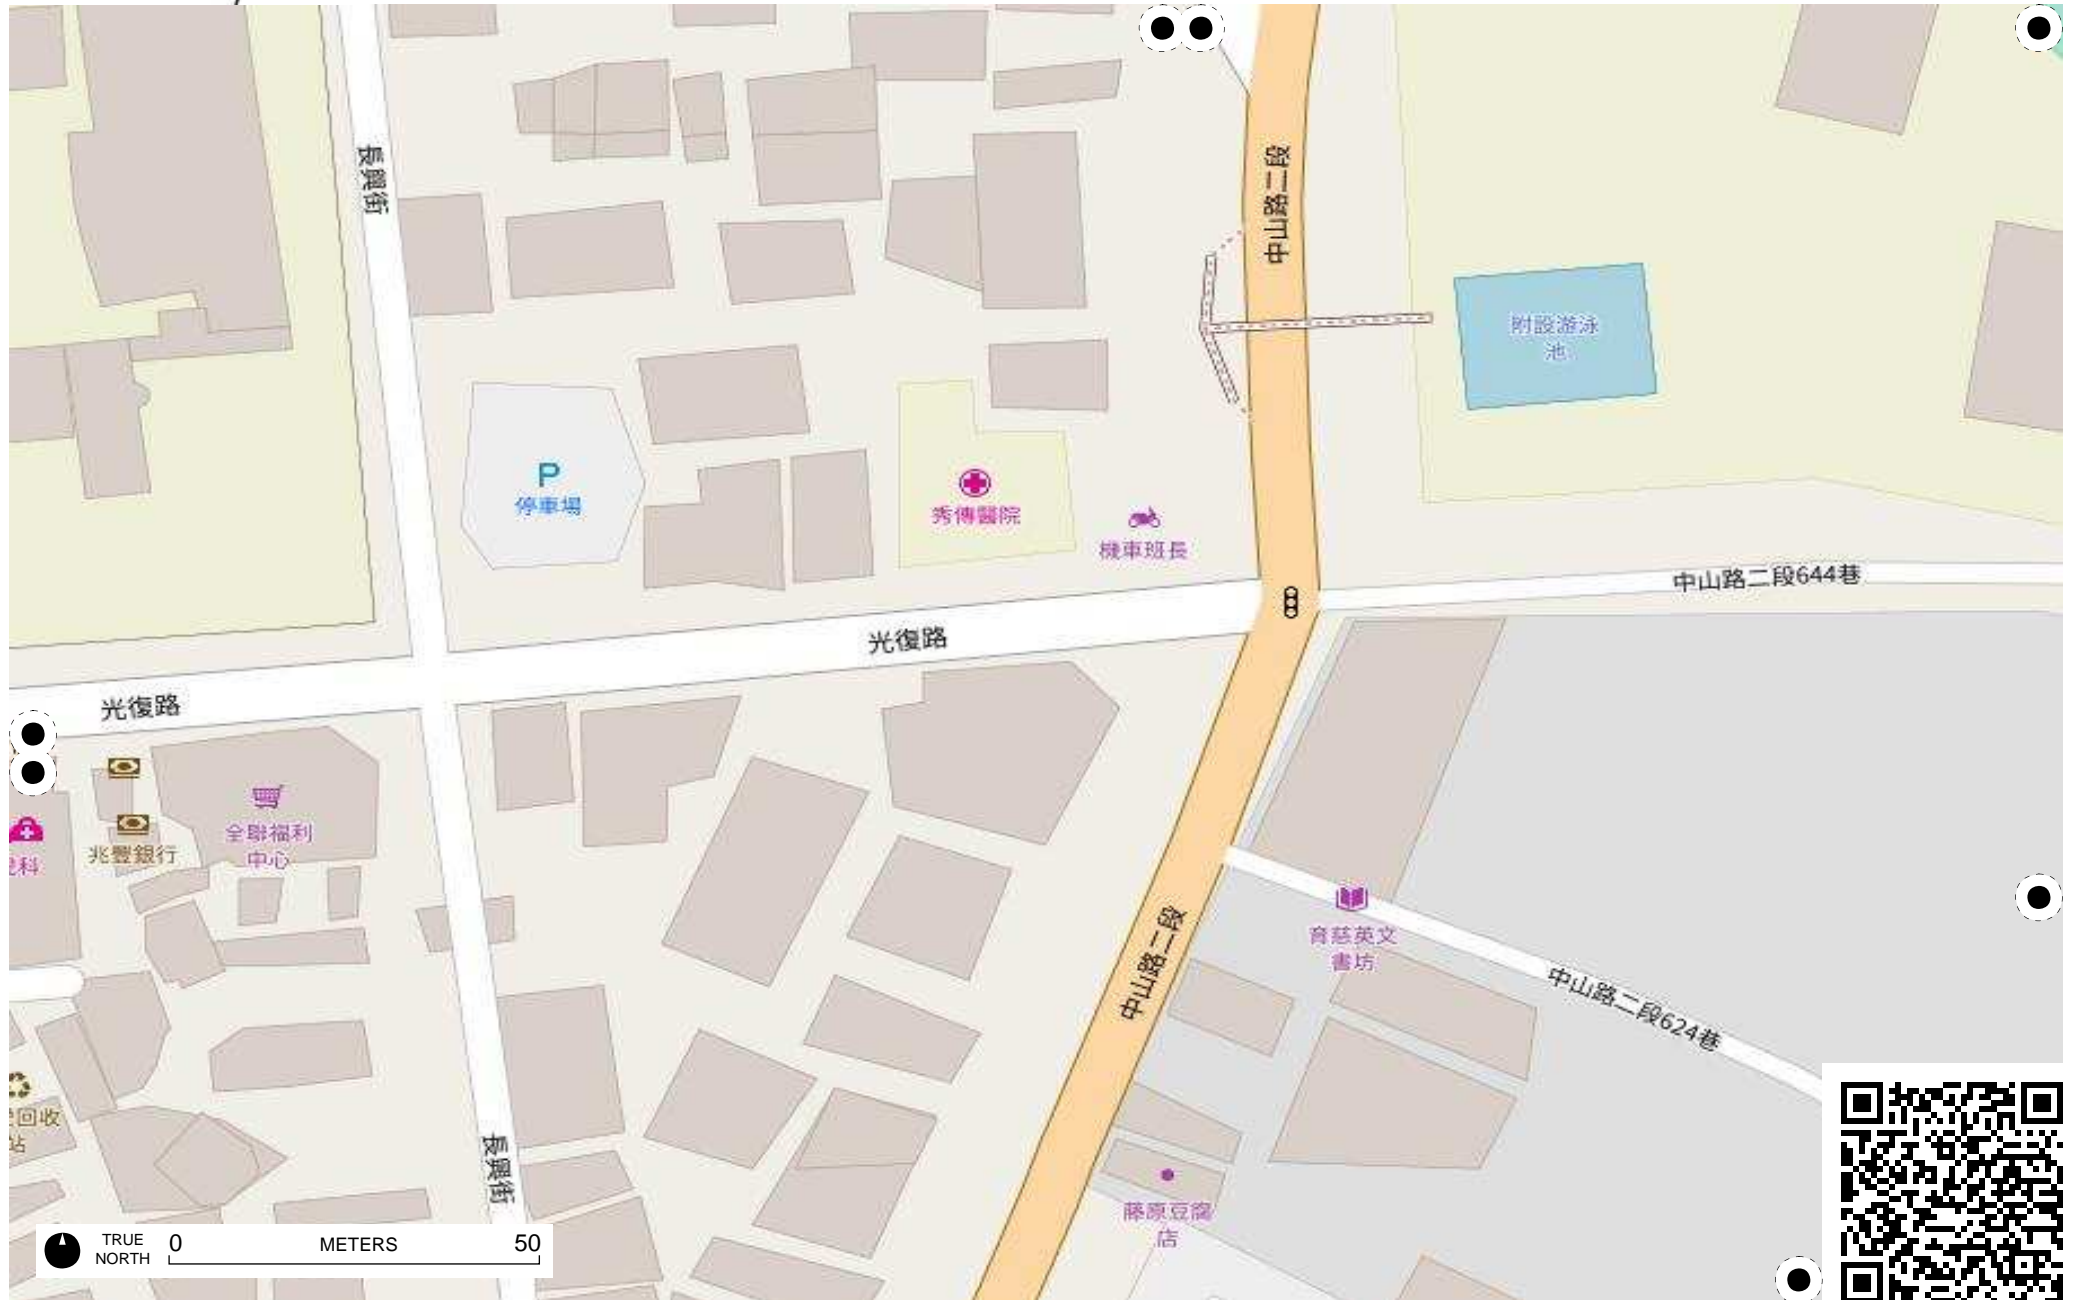 長興街
中山路二段
附設游泳
池
P
停車場
秀傳醫院
機車班長
中山路二段644巷
光復路
光復路
全聯福利
中心
兆豐銀行
科
中山路二段
育慈英文
書坊
中山路二段624巷
回收
站
長興街
藤原豆腐
店
TRUE
NORTH
0 METERS 50